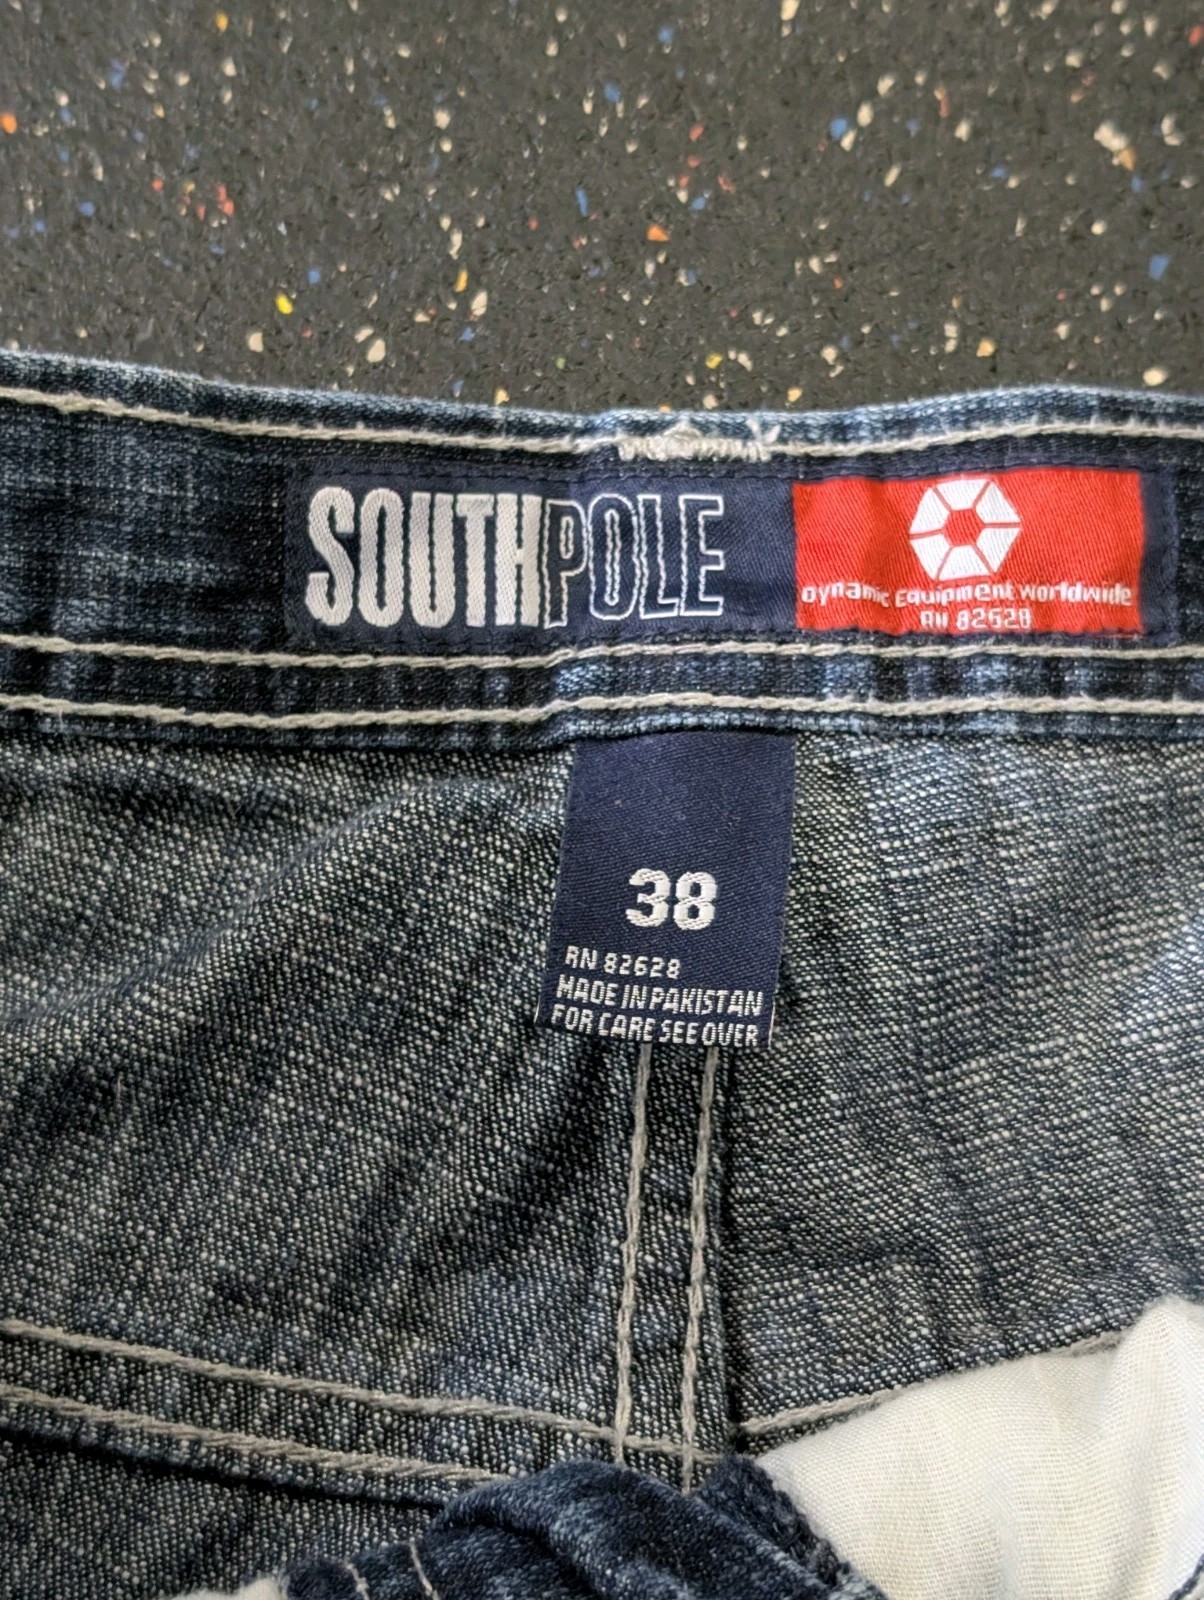 SOUTHPOLE
Dynamic Equipment worldwide
RN 82628
38
RN 82628
MADE IN PAKISTAN
FOR CARE SEE OVER